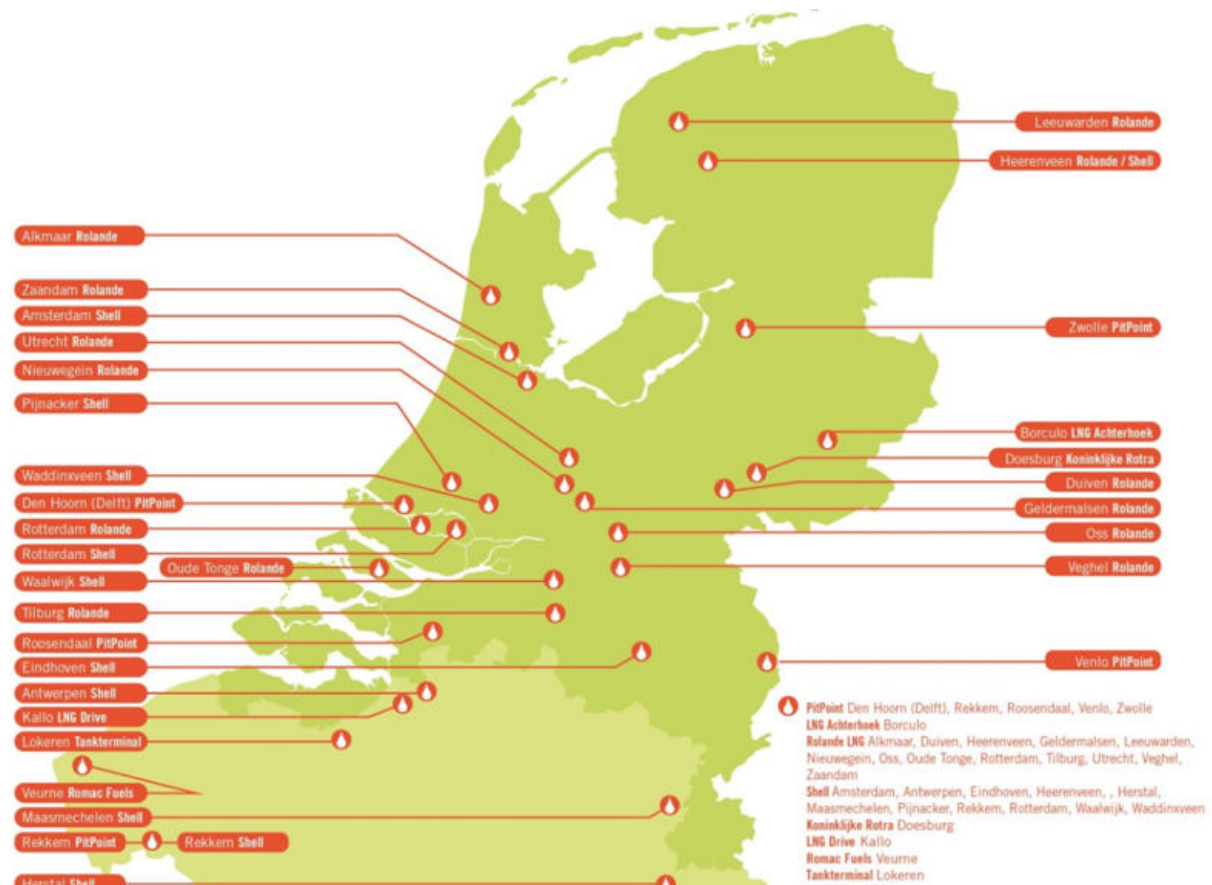 Leeuwarden Rolande
Heerenveen Rolande / Shell
Alkmaar Rolande
Zaandam Rolande
Amsterdam Shell
Utrecht Rolande
Nieuwegein Rolande
Pijnacker Shell
Zwolle PitPoint
Borculo LNG Achterhoek
Doesburg Koninklijke Rotra
Duiven Rolande
Geldermalsen Rolande
Oss Rolande
Veghel Rolande
Waddinxveen Shell
Den Hoorn (Delft) PitPoint
Rotterdam Rolande
Rotterdam Shell
Oude Tonge Rolande
Waalwijk Shell
Tilburg Rolande
Roosendaal PitPoint
Eindhoven Shell
Antwerpen Shell
Kallo LNG Drive
Lokeren Tankterminal
Veurne Romac Fuels
Maasmechelen Shell
Rekkem PitPoint
Rekkem Shell
Herstal Shell
Venlo PitPoint
PitPoint Den Hoorn (Delft), Rekkem, Roosendaal, Venlo, Zwolle
LNG Achterhoek Borculo
Rolande LNG Alkmaar, Duiven, Heerenveen, Geldermalsen, Leeuwarden,
Nieuwegein, Oss, Oude Tonge, Rotterdam, Tilburg, Utrecht, Veghel,
Zaandam
Shell Amsterdam, Antwerpen, Eindhoven, Heerenveen, , Herstal,
Maasmechelen, Pijnacker, Rekkem, Rotterdam, Waalwijk, Waddinxveen
Koninklijke Rotra Doesburg
LNG Drive Kallo
Romac Fuels Veurne
Tankterminal Lokeren